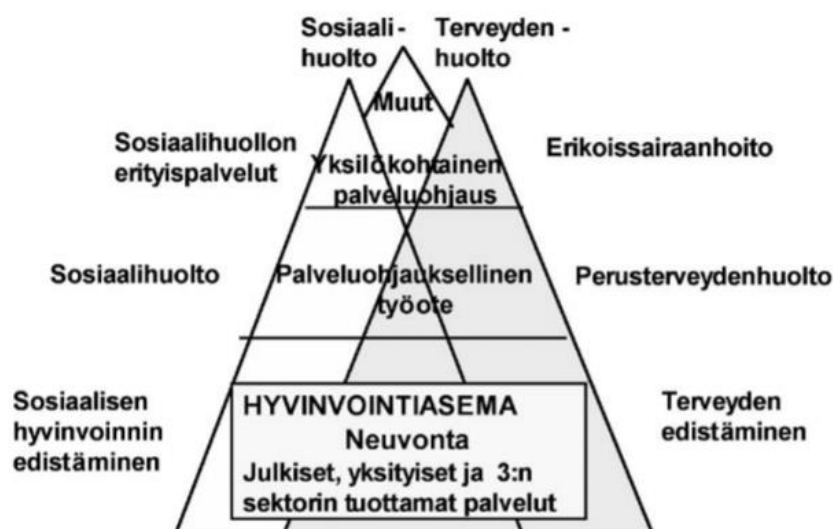 Sosiaali-
huolto
Terveyden -
huolto
Muut
Sosiaalihuollon
erityispalvelut
Yksilökohtainen
palveluohjaus
Erikoissairaanhoito
Sosiaalihuolto
Palveluohjauksellinen
työote
Perusterveydenhuolto
Sosiaalisen
hyvinvoinnin
edistäminen
HYVINVOINTIASEMA
Neuvonta
Julkiset, yksityiset ja 3:n
sektorin tuottamat palvelut
Terveyden
edistäminen